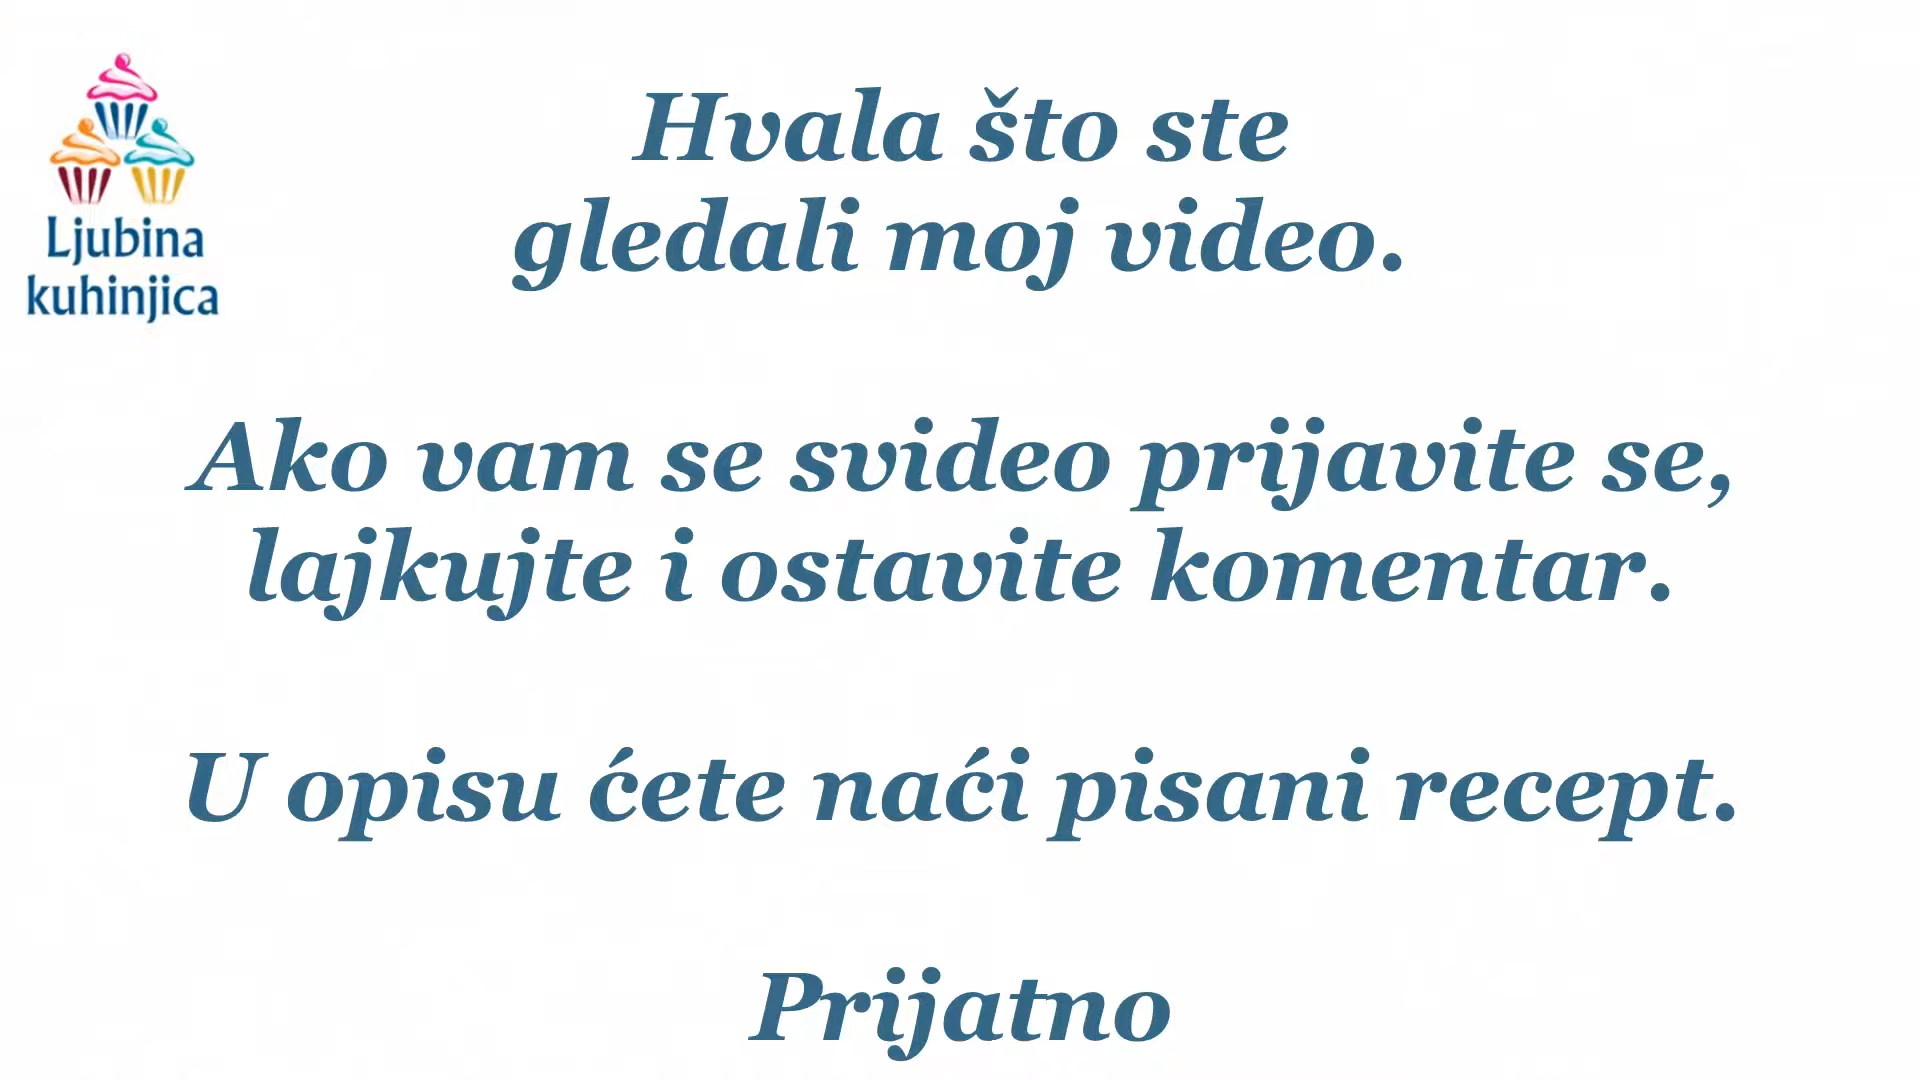 Ljubina
kuhinjica
Hvala što ste
gledali moj video.
Ako vam se svideo prijavite se,
lajkujte i ostavite komentar.
U opisu ćete naći pisani recept.
Prijatno